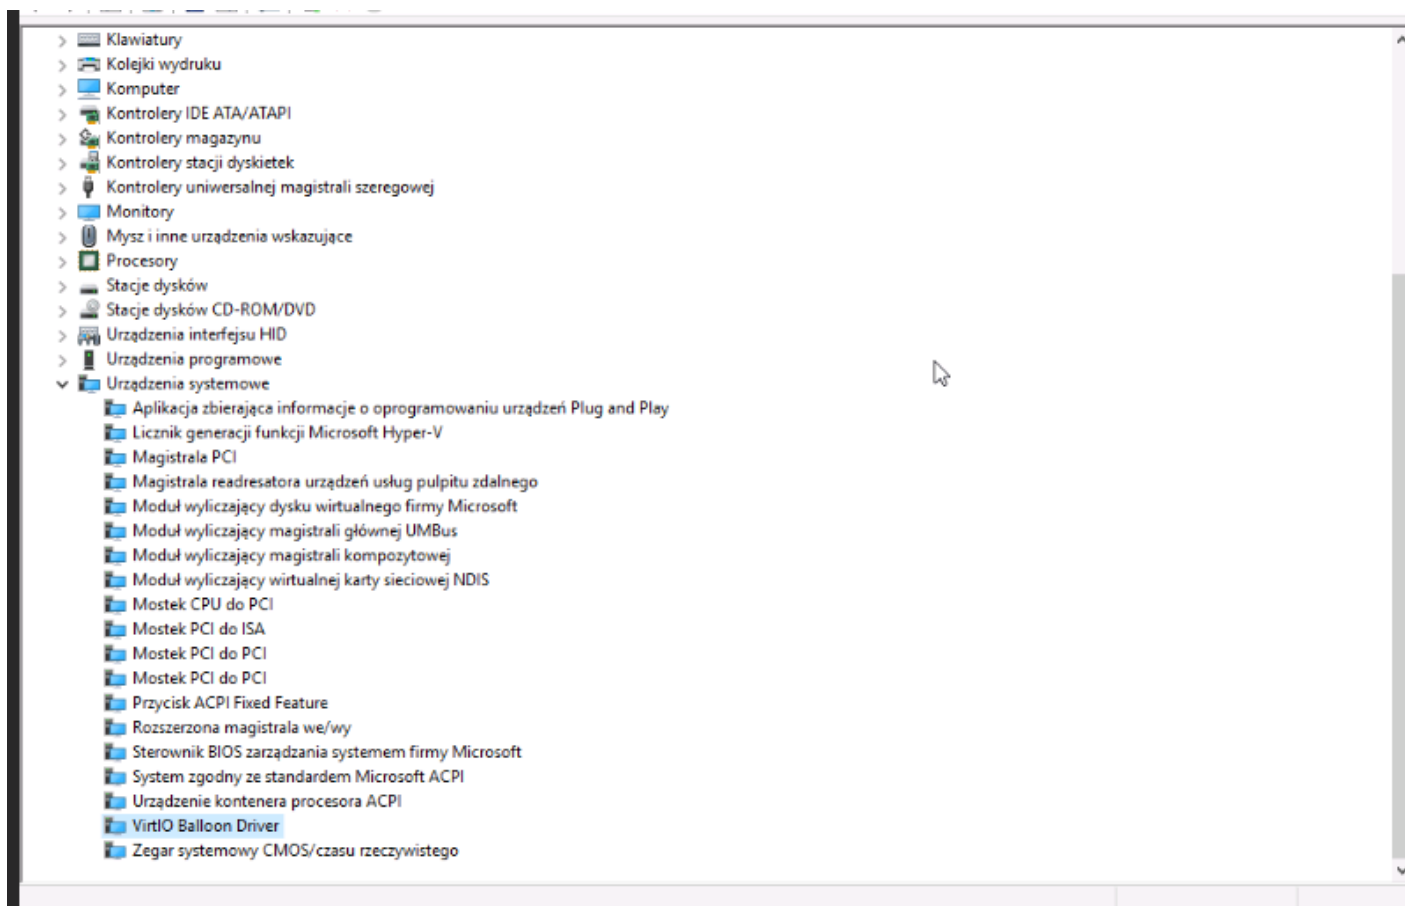 Klawiatury
Kolejki wydruku
Komputer
Kontrolery IDE ATA/ATAPI
Kontrolery magazynu
Kontrolery stacji dyskietek
Kontrolery uniwersalnej magistrali szeregowej
Monitory
Mysz i inne urządzenia wskazujące
Procesory
Stacje dysków
Stacje dysków CD-ROM/DVD
Urządzenia interfejsu HID
Urządzenia programowe
Urządzenia systemowe
Aplikacja zbierająca informacje o oprogramowaniu urządzeń Plug and Play
Licznik generacji funkcji Microsoft Hyper-V
Magistrala PCI
Magistrala readresatora urządzeń usług pulpitu zdalnego
Moduł wyliczający dysku wirtualnego firmy Microsoft
Moduł wyliczający magistrali głównej UMBus
Moduł wyliczający magistrali kompozytowej
Moduł wyliczający wirtualnej karty sieciowej NDIS
Mostek CPU do PCI
Mostek PCI do ISA
Mostek PCI do PCI
Mostek PCI do PCI
Przycisk ACPI Fixed Feature
Rozszerzona magistrala we/wy
Sterownik BIOS zarządzania systemem firmy Microsoft
System zgodny ze standardem Microsoft ACPI
Urządzenie kontenera procesora ACPI
VirtIO Balloon Driver
Zegar systemowy CMOS/czasu rzeczywistego